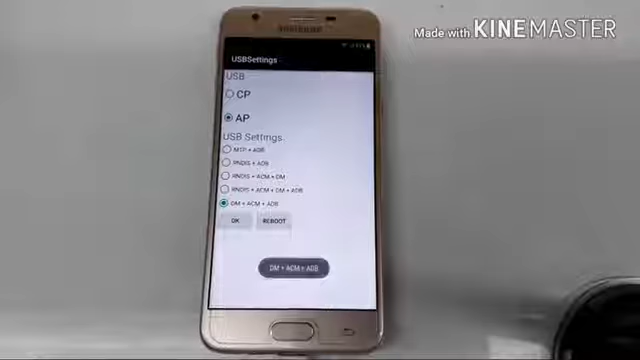 Made with KINEMASTER
SAMSUNG
USBSettings
USB
CP
AP
USB Settings
MTP + ADB
RNDIS + ADB
RNDIS + ACM + DM
RNDIS + ACM + DM + ADB
DM + ACM + ADB
OK
REBOOT
DM + ACM + ADB